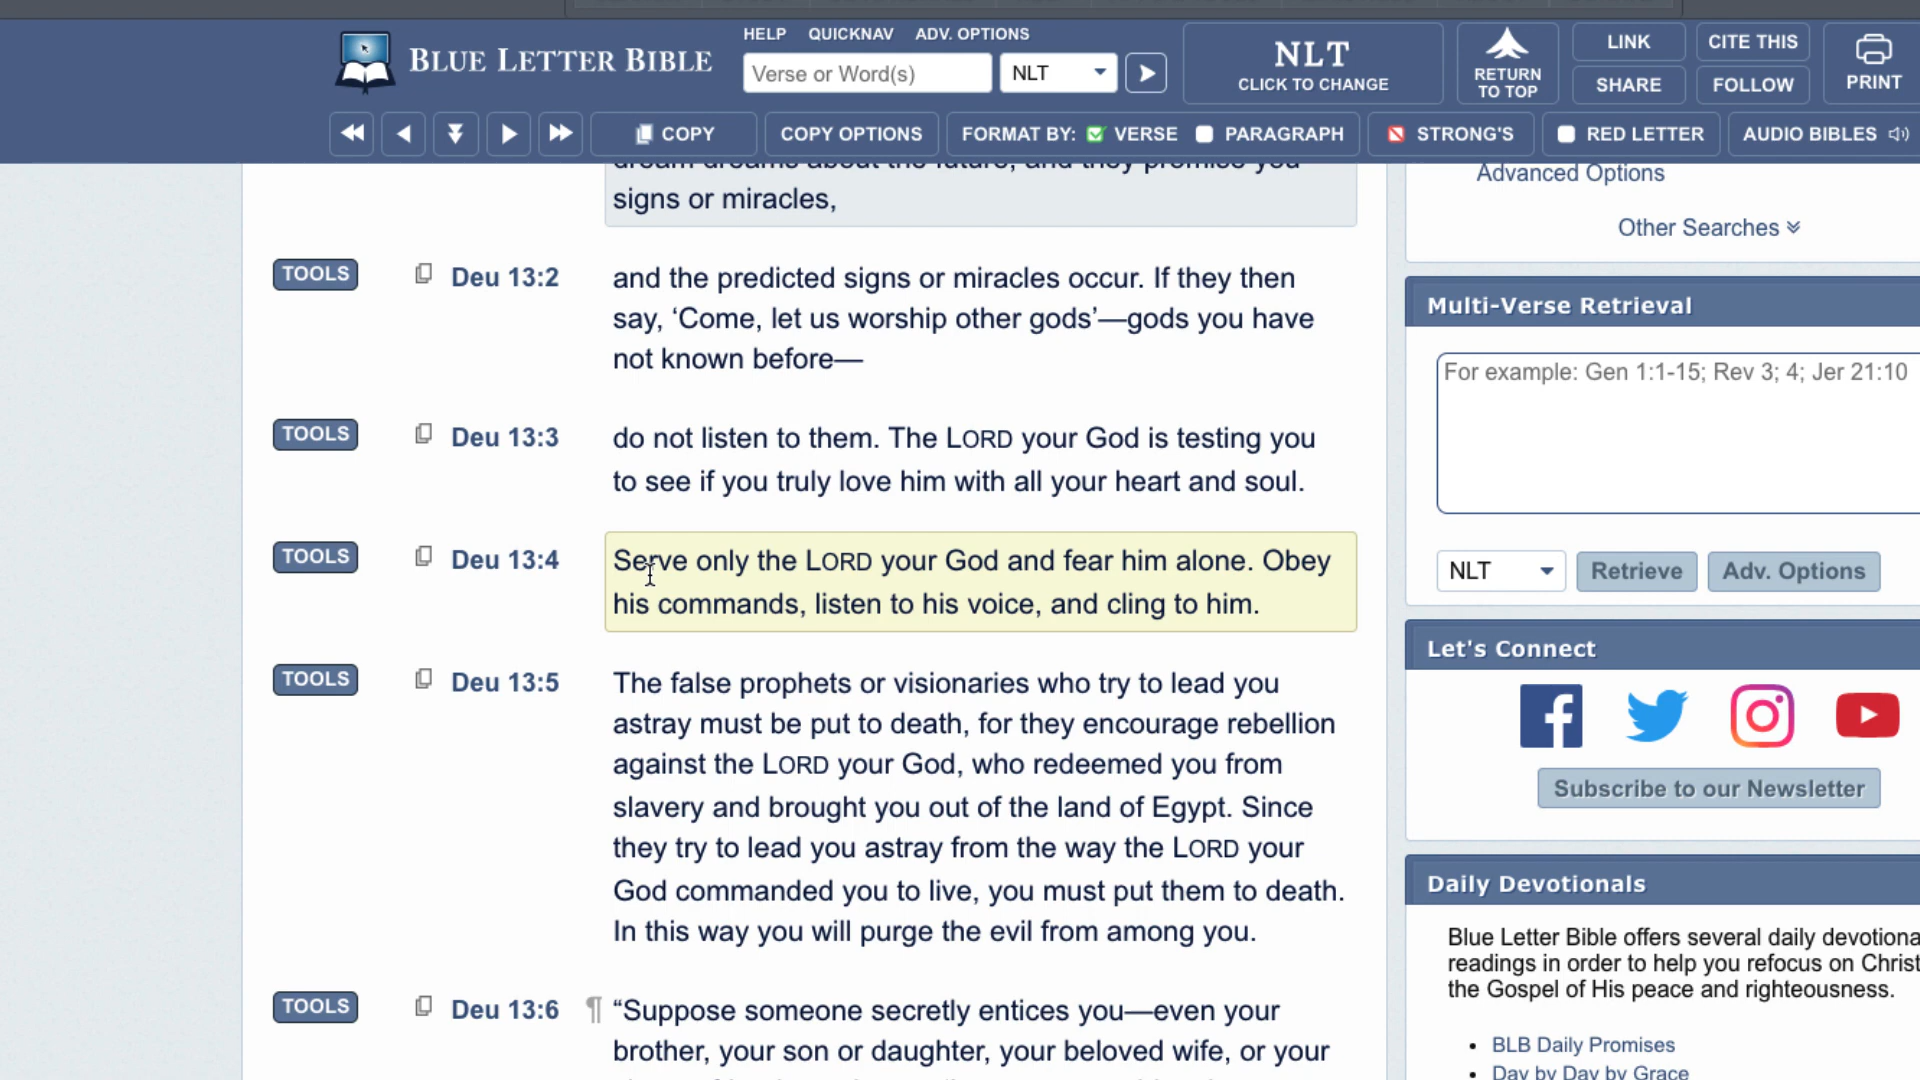 HELP QUICKNAV ADV. OPTIONS
BLUE LETTER BIBLE
Verse or Word(s)
NLT
NLT
CLICK TO CHANGE
RETURN
TO TOP
LINK
CITE THIS
SHARE
FOLLOW
PRINT
COPY
COPY OPTIONS
FORMAT BY: VERSE PARAGRAPH
STRONG'S
RED LETTER
AUDIO BIBLES
dream dreams about the future, and they promise you
signs or miracles,
TOOLS
Deu 13:2
and the predicted signs or miracles occur. If they then
say, ‘Come, let us worship other gods’—gods you have
not known before—
TOOLS
Deu 13:3
do not listen to them. The LORD your God is testing you
to see if you truly love him with all your heart and soul.
TOOLS
Deu 13:4
Serve only the LORD your God and fear him alone. Obey
his commands, listen to his voice, and cling to him.
TOOLS
Deu 13:5
The false prophets or visionaries who try to lead you
astray must be put to death, for they encourage rebellion
against the LORD your God, who redeemed you from
slavery and brought you out of the land of Egypt. Since
they try to lead you astray from the way the LORD your
God commanded you to live, you must put them to death.
In this way you will purge the evil from among you.
TOOLS
Deu 13:6
¶ “Suppose someone secretly entices you—even your
brother, your son or daughter, your beloved wife, or your
Advanced Options
Other Searches
Multi-Verse Retrieval
For example: Gen 1:1-15; Rev 3; 4; Jer 21:10
NLT
Retrieve
Adv. Options
Let's Connect
Subscribe to our Newsletter
Daily Devotionals
Blue Letter Bible offers several daily devotiona
readings in order to help you refocus on Christ
the Gospel of His peace and righteousness.
• BLB Daily Promises
• Day by Day by Grace